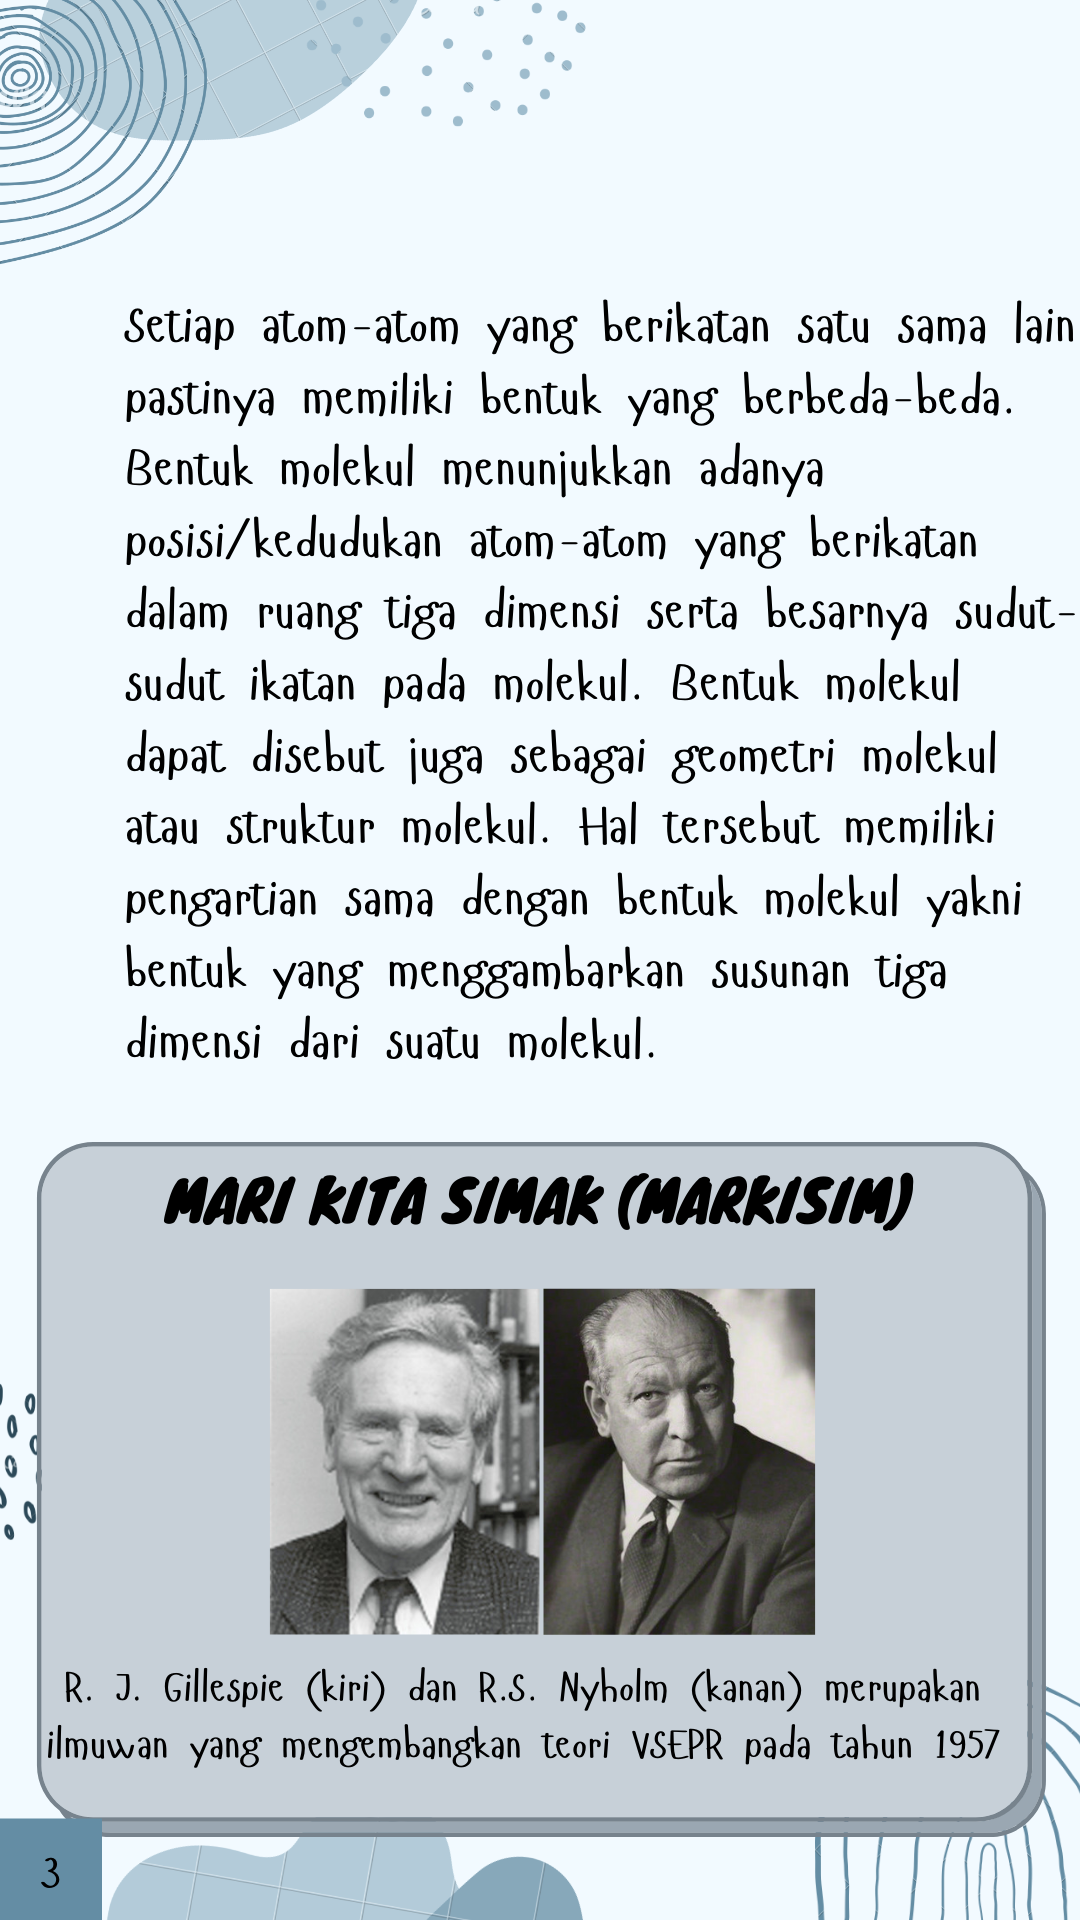 Setiap atom-atom yang berikatan satu sama lain
pastinya memiliki bentuk yang berbeda-beda.
Bentuk molekul menunjukkan adanya
posisi/kedudukan atom-atom yang berikatan
dalam ruang tiga dimensi serta besarnya sudut-
sudut ikatan pada molekul. Bentuk molekul
dapat disebut juga sebagai geometri molekul
atau struktur molekul. Hal tersebut memiliki
pengartian sama dengan bentuk molekul yakni
bentuk yang menggambarkan susunan tiga
dimensi dari suatu molekul.
MARI KITA SIMAK (MARKISIM)
R. J. Gillespie (kiri) dan R.S. Nyholm (kanan) merupakan
ilmuwan yang mengembangkan teori VSEPR pada tahun 1957
3